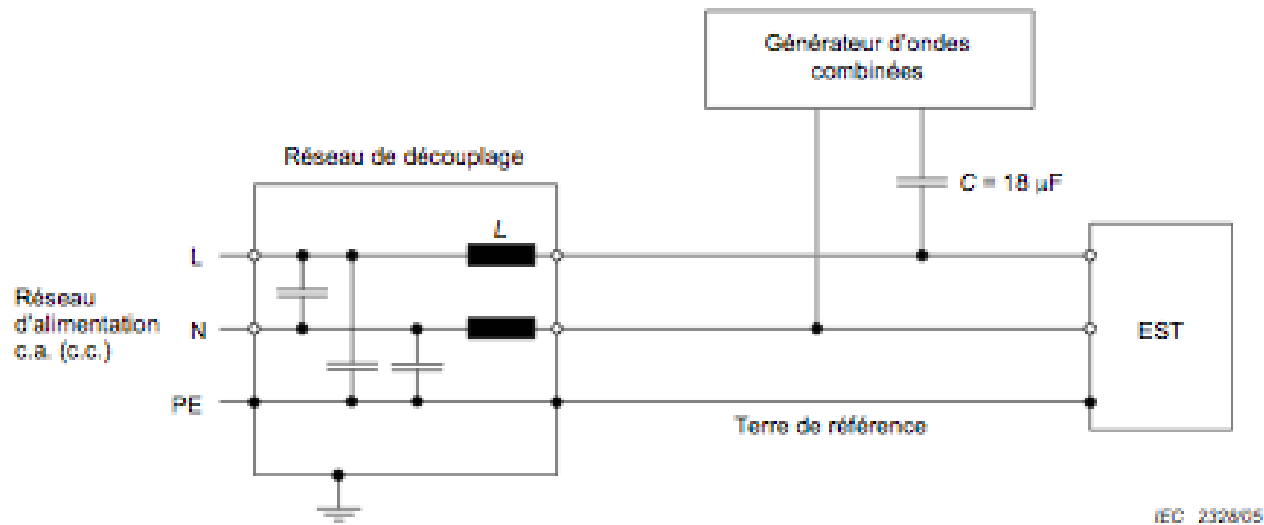 Générateur d'ondes
combinées
Réseau de découplage
C = 18 µF
L
L
Réseau
d'alimentation
c.a. (c.c.)
N
EST
PE
Terre de référence
IEC 2328/05